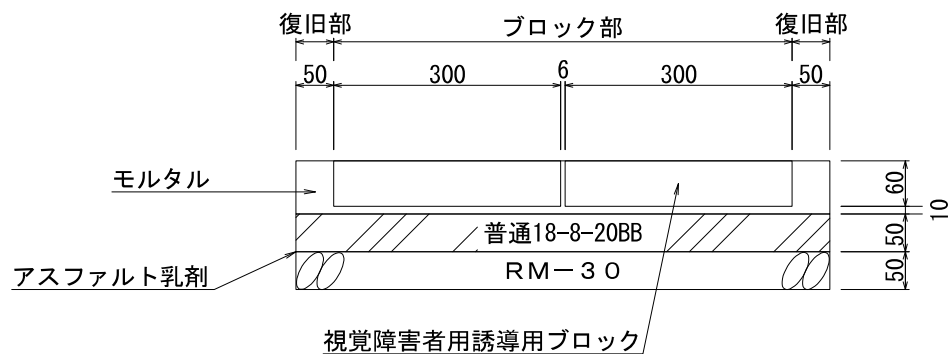 復旧部 ブロック部 復旧部
50 300 6 300 50
モルタル
60
10
普通18-8-20BB
50
アスファルト乳剤
RM－30
50
視覚障害者用誘導用ブロック